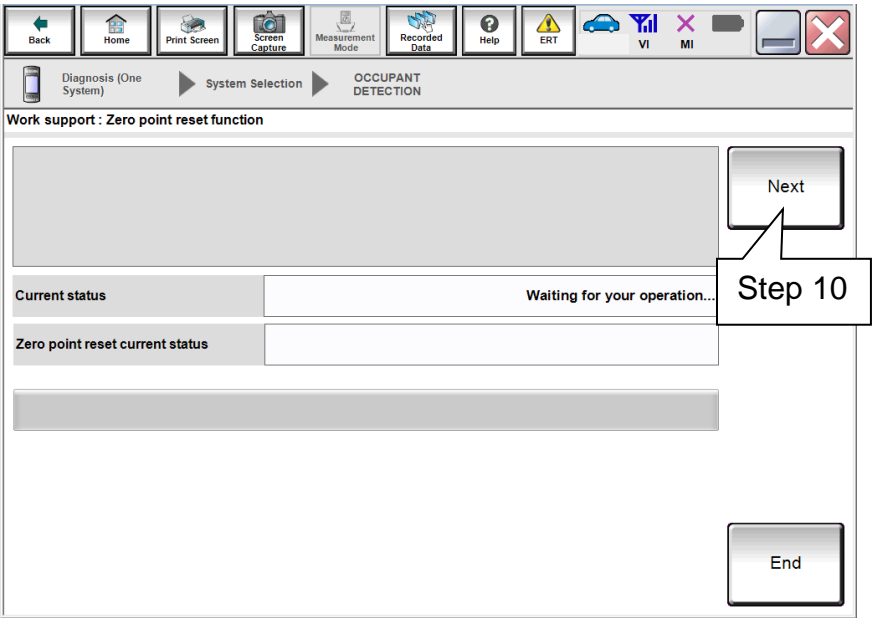 Back
Home
Print Screen
Screen
Capture
Measurement
Mode
Recorded
Data
Help
ERT
VI
MI
Diagnosis (One
System)
System Selection
OCCUPANT
DETECTION
Work support : Zero point reset function
Next
Step 10
Current status
Waiting for your operation...
Zero point reset current status
End